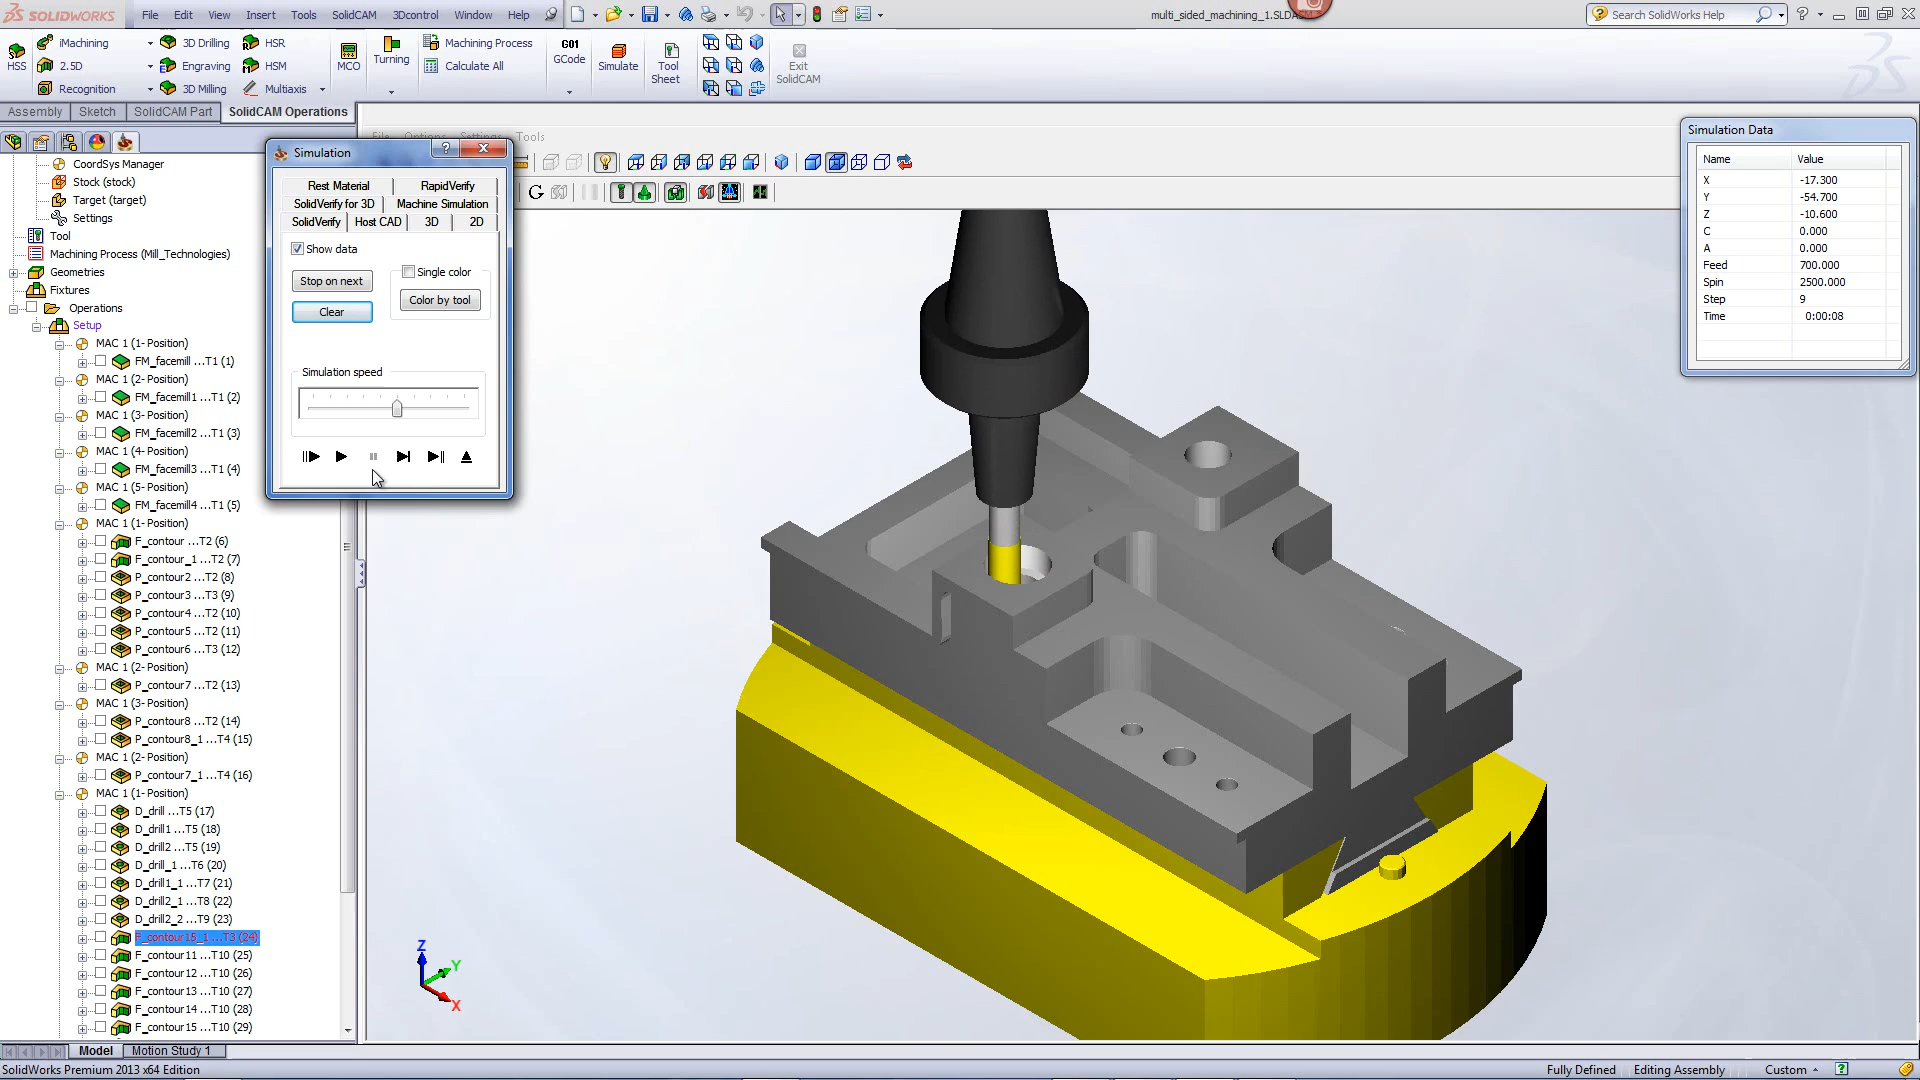 SOLIDWORKS File Edit View Insert Tools SolidCAM 3Dcontrol Window Help
multi_sided_machining_1.SLDASM
Search SolidWorks Help
HSS
iMachining
2.5D
Recognition
3D Drilling
Engraving
3D Milling
HSR
HSM
Multiaxis
MCO
Turning
Machining Process
Calculate All
G01
GCode
Simulate
Tool
Sheet
Exit
SolidCAM
Assembly Sketch SolidCAM Part SolidCAM Operations
File Options Settings Tools
CoordSys Manager
Stock (stock)
Target (target)
Settings
Tool
Machining Process (Mill_Technologies)
Geometries
Fixtures
Operations
Setup
MAC 1 (1- Position)
FM_facemill ...T1 (1)
MAC 1 (2- Position)
FM_facemill1 ...T1 (2)
MAC 1 (3- Position)
FM_facemill2 ...T1 (3)
MAC 1 (4- Position)
FM_facemill3 ...T1 (4)
MAC 1 (5- Position)
FM_facemill4 ...T1 (5)
MAC 1 (1- Position)
F_contour ...T2 (6)
F_contour_1 ...T2 (7)
P_contour2 ...T2 (8)
P_contour3 ...T3 (9)
P_contour4 ...T2 (10)
P_contour5 ...T2 (11)
P_contour6 ...T3 (12)
MAC 1 (2- Position)
P_contour7 ...T2 (13)
MAC 1 (3- Position)
P_contour8 ...T2 (14)
P_contour8_1 ...T4 (15)
MAC 1 (2- Position)
P_contour7_1 ...T4 (16)
MAC 1 (1- Position)
D_drill ...T5 (17)
D_drill1 ...T5 (18)
D_drill2 ...T5 (19)
D_drill_1 ...T6 (20)
D_drill1_1 ...T7 (21)
D_drill2_1 ...T8 (22)
D_drill2_2 ...T9 (23)
F_contour15_1 ...T3 (24)
F_contour11 ...T10 (25)
F_contour12 ...T10 (26)
F_contour13 ...T10 (27)
F_contour14 ...T10 (28)
F_contour15 ...T10 (29)
Simulation
Rest Material RapidVerify
SolidVerify for 3D Machine Simulation
SolidVerify Host CAD 3D 2D
Show data
Stop on next
Clear
Single color
Color by tool
Simulation speed
Simulation Data
Name Value
X -17.300
Y -54.700
Z -10.600
C 0.000
A 0.000
Feed 700.000
Spin 2500.000
Step 9
Time 0:00:08
Z
Y
X
Model Motion Study 1
SolidWorks Premium 2013 x64 Edition
Fully Defined Editing Assembly Custom